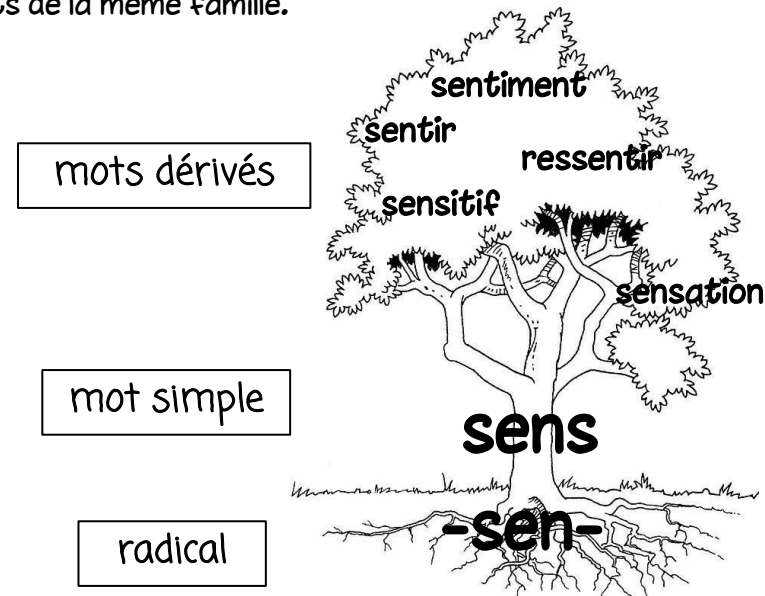 de la même famille.
sentiment
sentir
ressentir
mots dérivés
sensitif
sensation
mot simple
sens
-sen-
radical